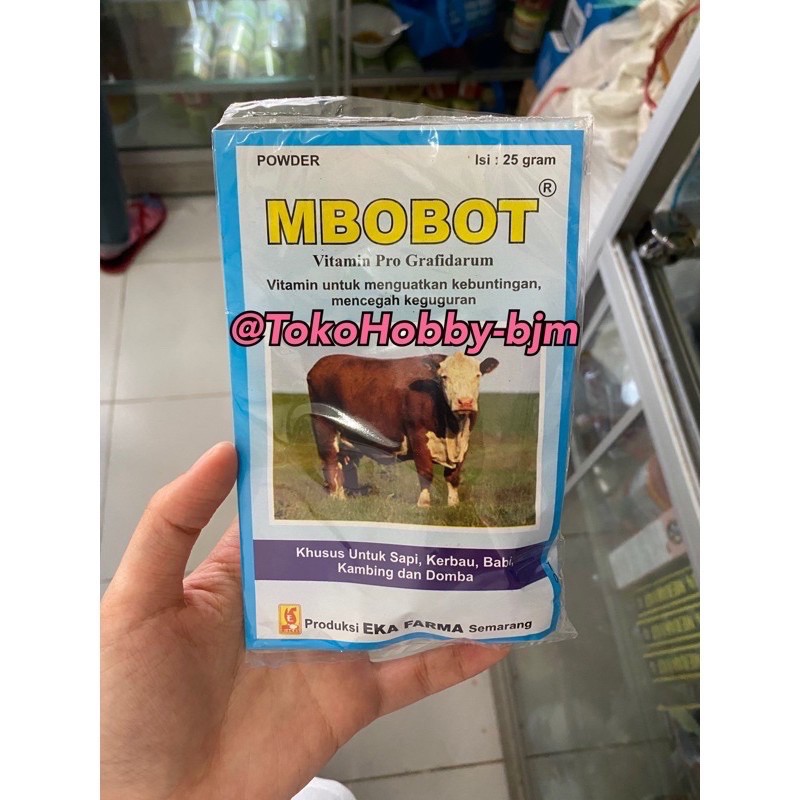 POWDER
Isi : 25 gram
MBOBOT ®
Vitamin Pro Grafidarum
Vitamin untuk menguatkan kebuntingan,
mencegah keguguran
@TokoHobby-bjm
Khusus Untuk Sapi, Kerbau, Babi,
Kambing dan Domba
Produksi EKA FARMA Semarang